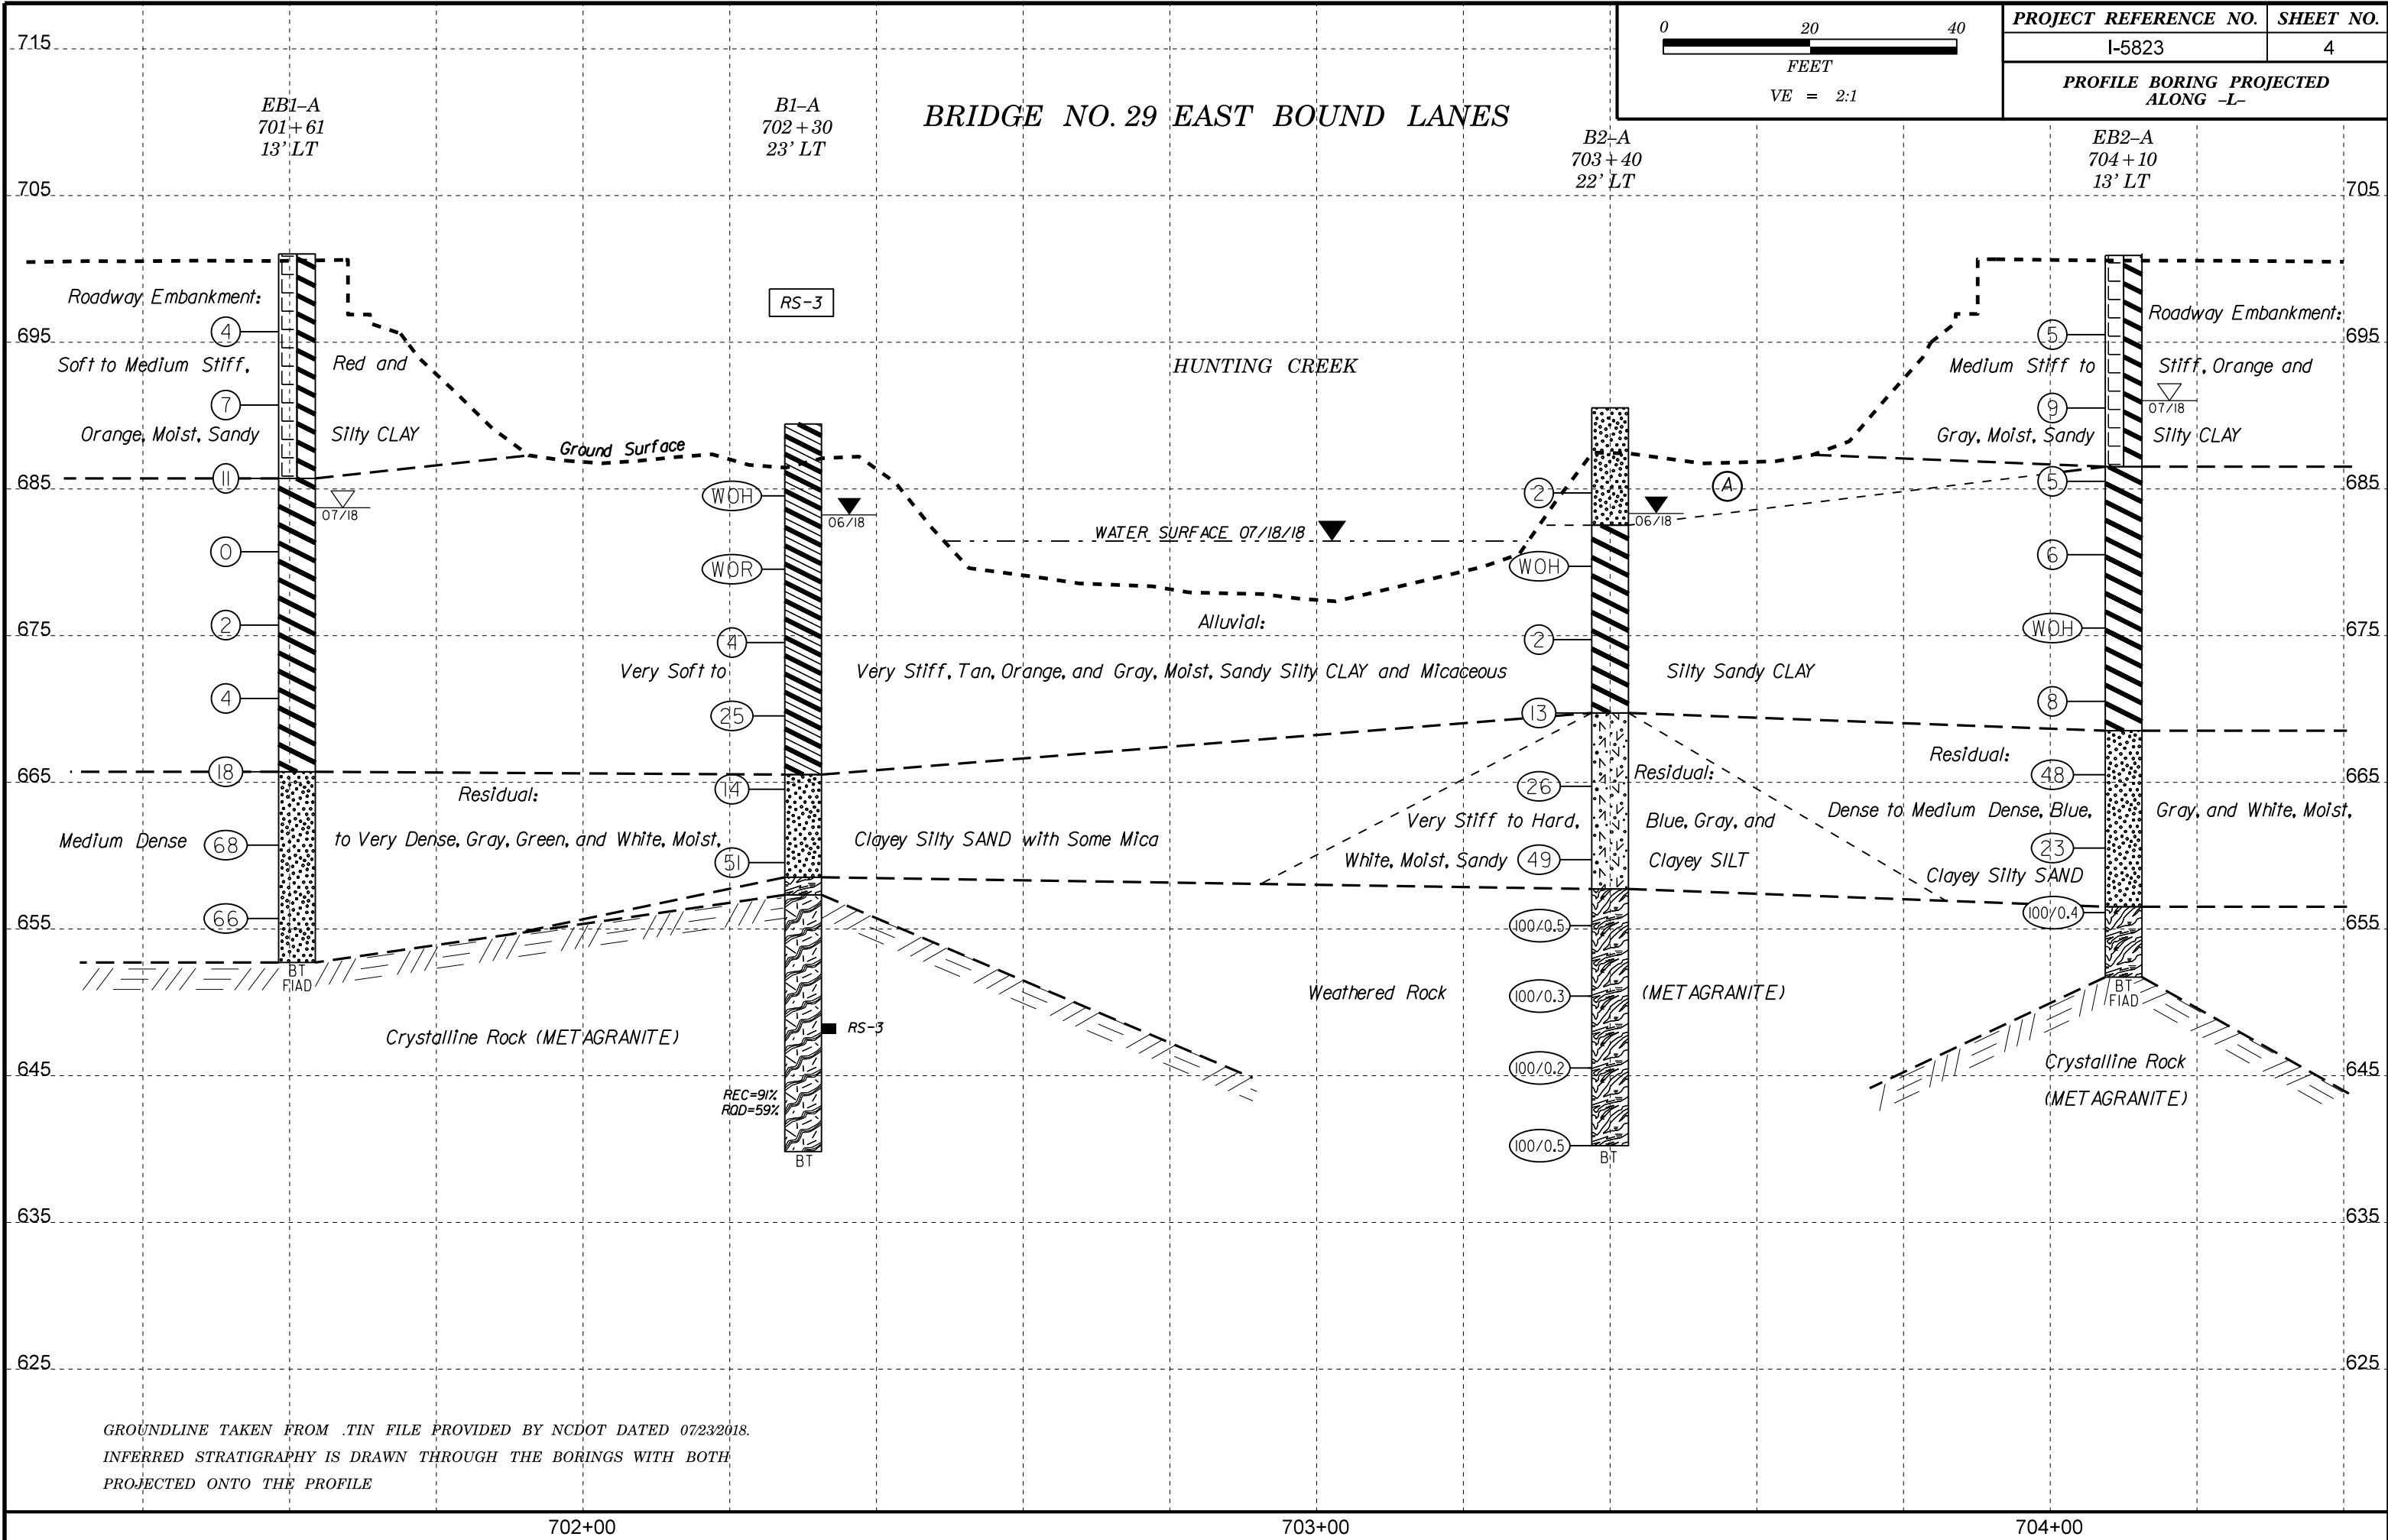 0 20 40
FEET
VE = 2:1
PROJECT REFERENCE NO. SHEET NO.
I-5823 4
PROFILE BORING PROJECTED
ALONG -L-
BRIDGE NO. 29 EAST BOUND LANES
EB1-A
701+61
13' LT
B1-A
702+30
23' LT
B2-A
703+40
22' LT
EB2-A
704+10
13' LT
715
705 705
695 695
685 685
675 675
665 665
655 655
645 645
635 635
625 625
Roadway Embankment:
4
Soft to Medium Stiff, Red and
7
Orange, Moist, Sandy Silty CLAY
11
07/18
0
2
4
18
Residual:
Medium Dense 68 to Very Dense, Gray, Green, and White, Moist, Clayey Silty SAND with Some Mica
66
BT
FIAD
Crystalline Rock (METAGRANITE)
RS-3
Ground Surface
WOH
06/18
WOR
4
25
14
51
RS-3
REC=91%
RQD=59%
BT
HUNTING CREEK
WATER SURFACE 07/18/18
Alluvial:
Very Soft to Very Stiff, Tan, Orange, and Gray, Moist, Sandy Silty CLAY and Micaceous Silty Sandy CLAY
2
A
06/18
WOH
2
13
26
Residual:
Very Stiff to Hard, Blue, Gray, and
White, Moist, Sandy 49 Clayey SILT
100/0.5
Weathered Rock 100/0.3 (METAGRANITE)
100/0.2
100/0.5
BT
Roadway Embankment:
5
Medium Stiff to Stiff, Orange and
9
07/18
Gray, Moist, Sandy Silty CLAY
5
6
WOH
8
Residual:
48
Dense to Medium Dense, Blue, Gray, and White, Moist,
23
Clayey Silty SAND
100/0.4
BT
FIAD
Crystalline Rock
(METAGRANITE)
GROUNDLINE TAKEN FROM .TIN FILE PROVIDED BY NCDOT DATED 07/23/2018.
INFERRED STRATIGRAPHY IS DRAWN THROUGH THE BORINGS WITH BOTH
PROJECTED ONTO THE PROFILE
702+00 703+00 704+00